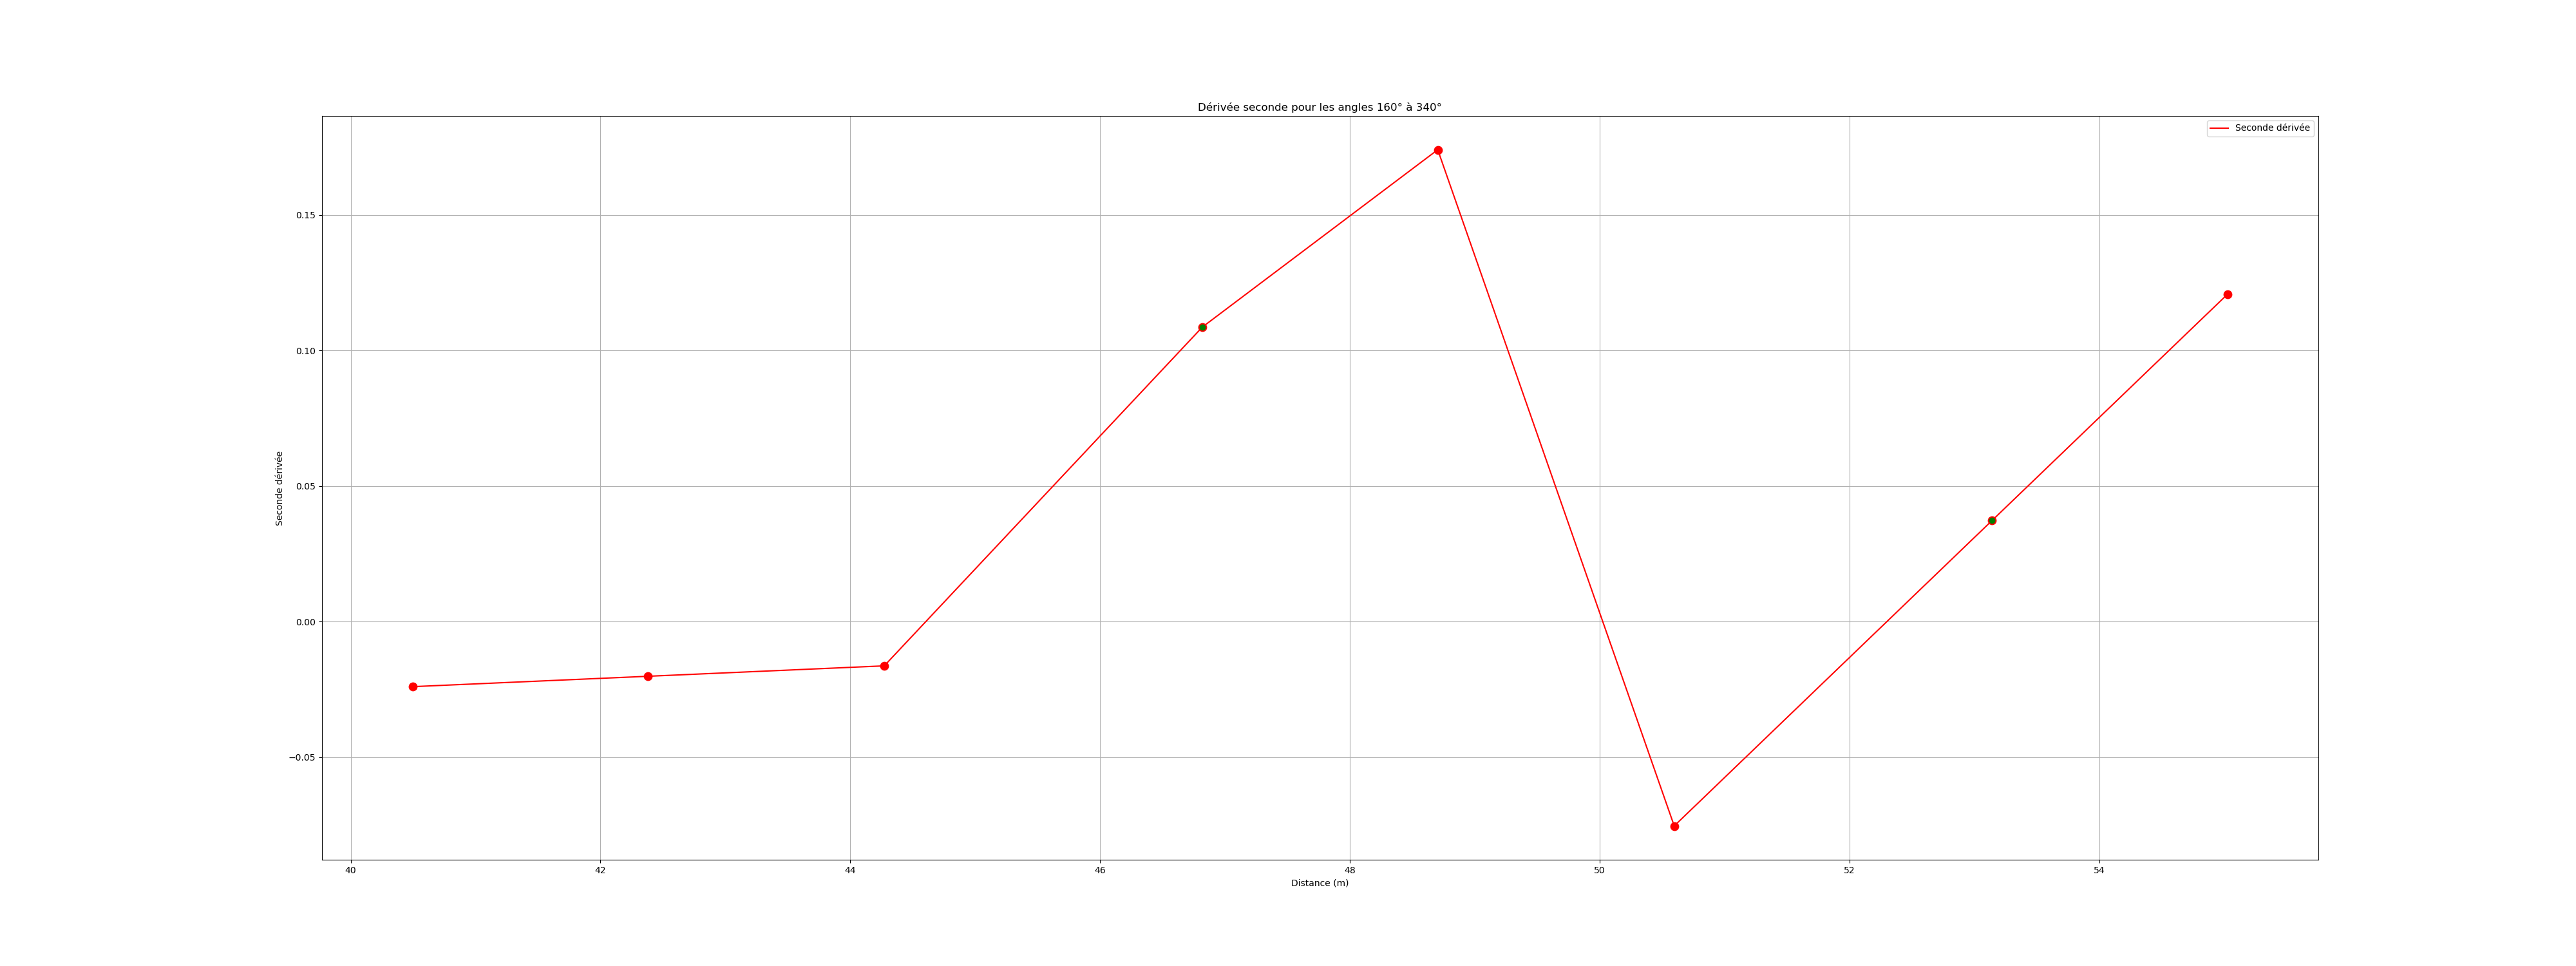 Dérivée seconde pour les angles 160° à 340°
Seconde dérivée
0.15
0.10
0.05
0.00
−0.05
Seconde dérivée
40 42 44 46 48 50 52 54
Distance (m)